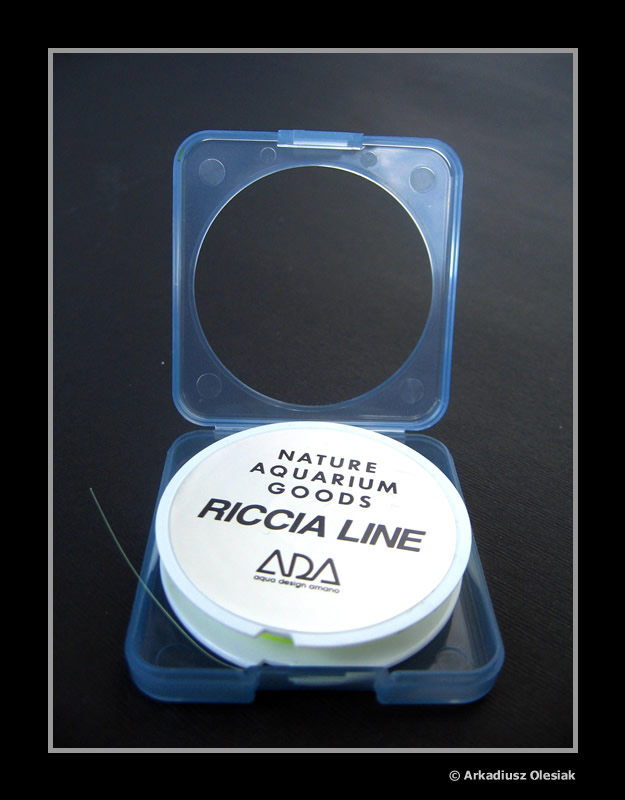 NATURE
AQUARIUM
GOODS
RICCIA LINE
ADA
aqua design amano
© Arkadiusz Olesiak